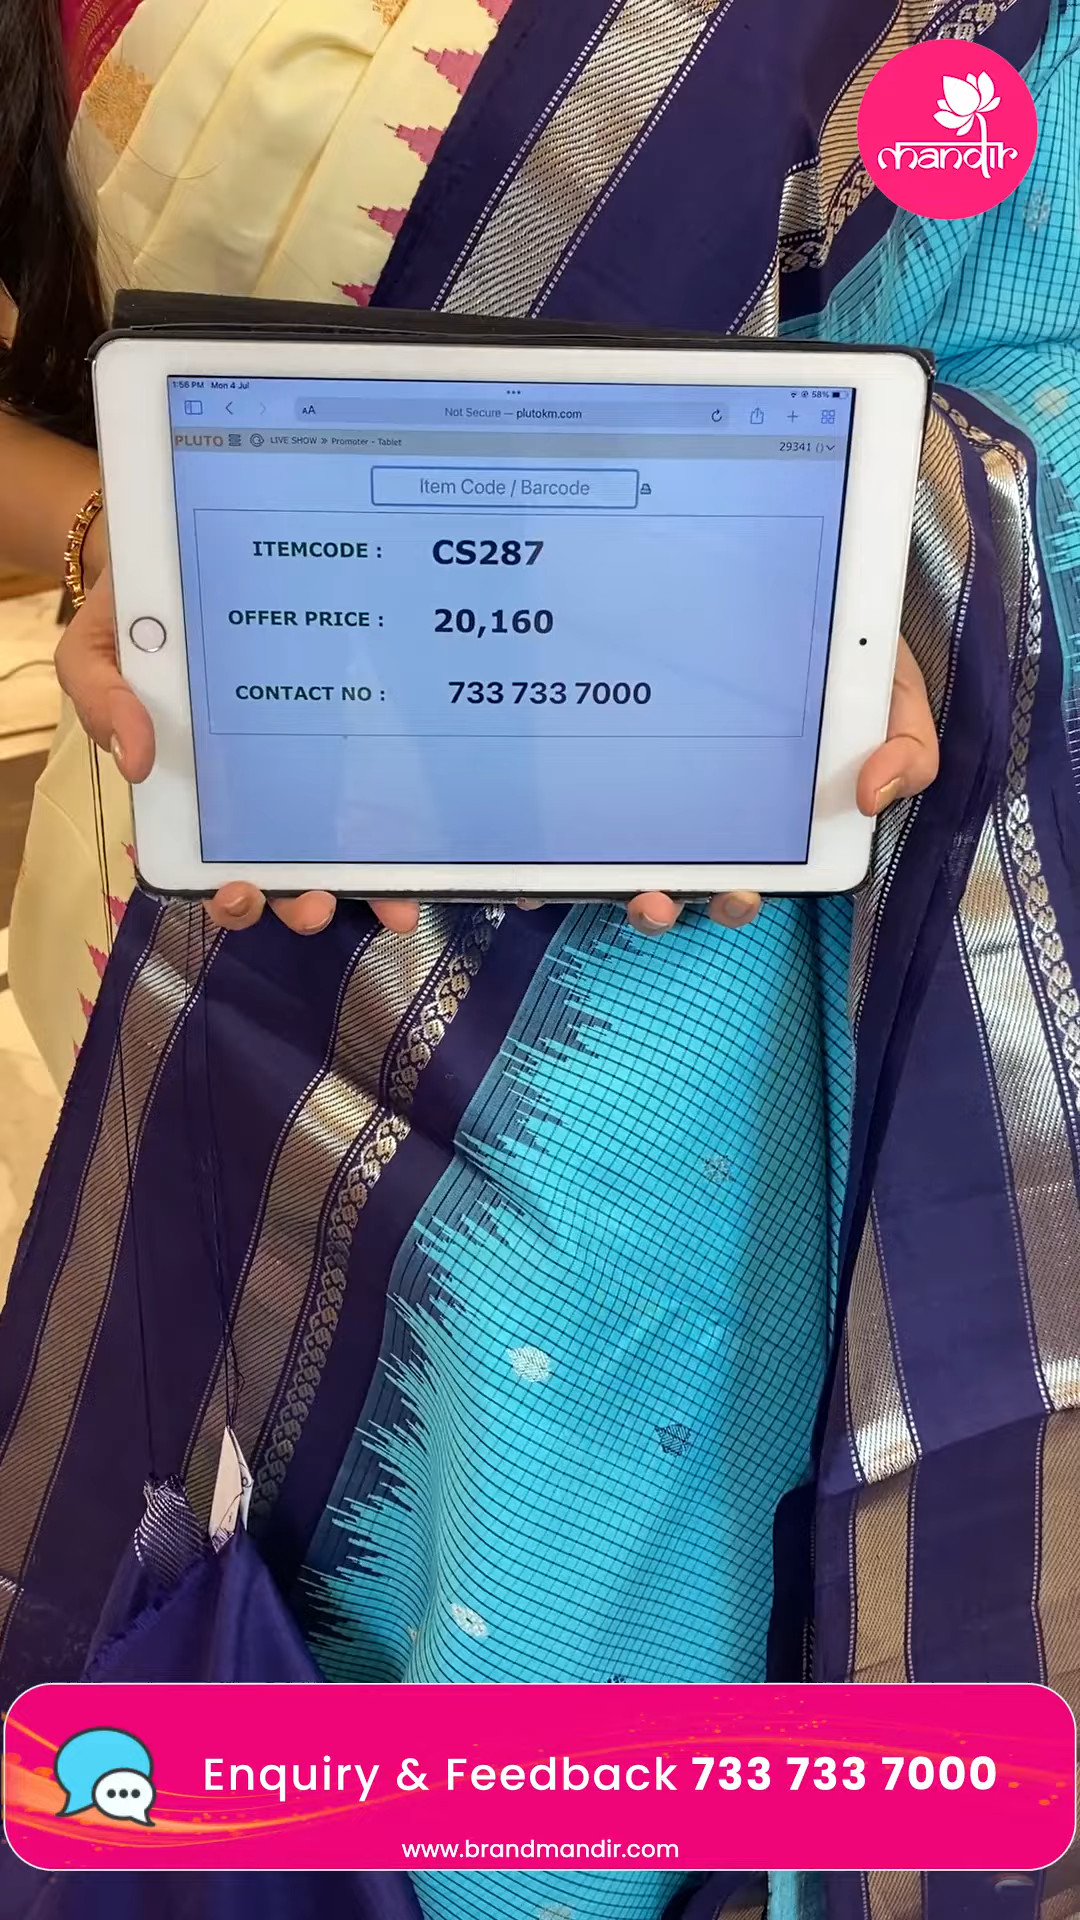 mandir
1:56 PM Mon 4 Jul
58%
AA
Not Secure — plutokm.com
PLUTO
LIVE SHOW » Promoter - Tablet
29341 ()
Item Code / Barcode
ITEMCODE : CS287
OFFER PRICE : 20,160
CONTACT NO : 733 733 7000
Enquiry & Feedback 733 733 7000
www.brandmandir.com